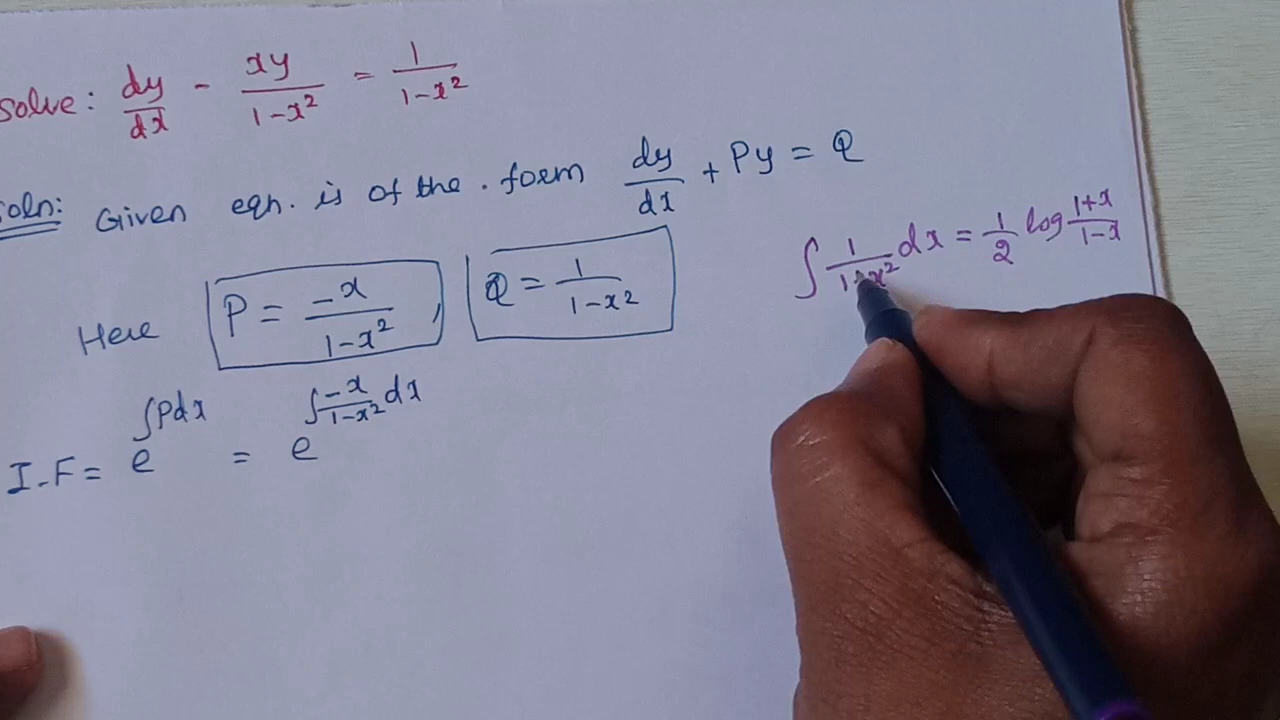 Solve: dy/dx - xy/(1-x²) = 1/(1-x²)
Soln: Given eqn. is of the . form dy/dx + Py = Q
∫ 1/(1-x²) dx = 1/2 log (1+x)/(1-x)
Here P = -x/(1-x²) Q = 1/(1-x²)
I.F = e^∫Pdx = e^∫ -x/(1-x²) dx